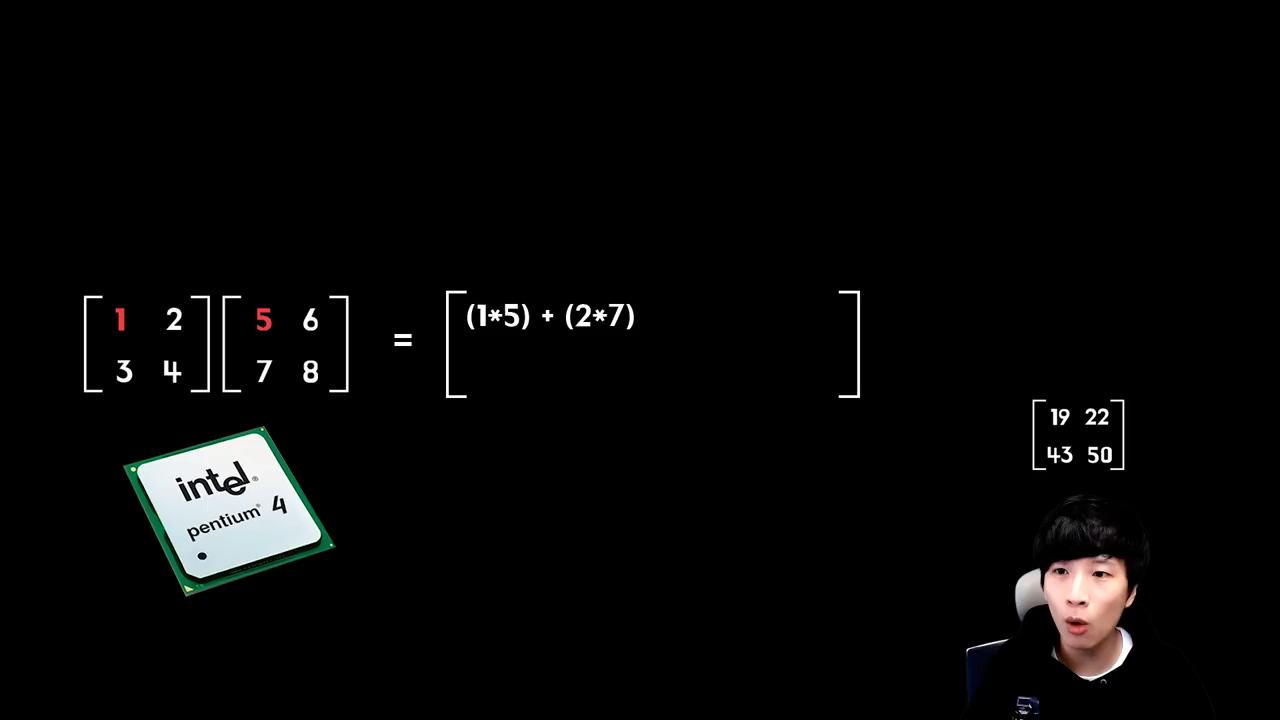 1 2
3 4
5 6
7 8
=
(1*5) + (2*7)
19 22
43 50
intel®
pentium® 4